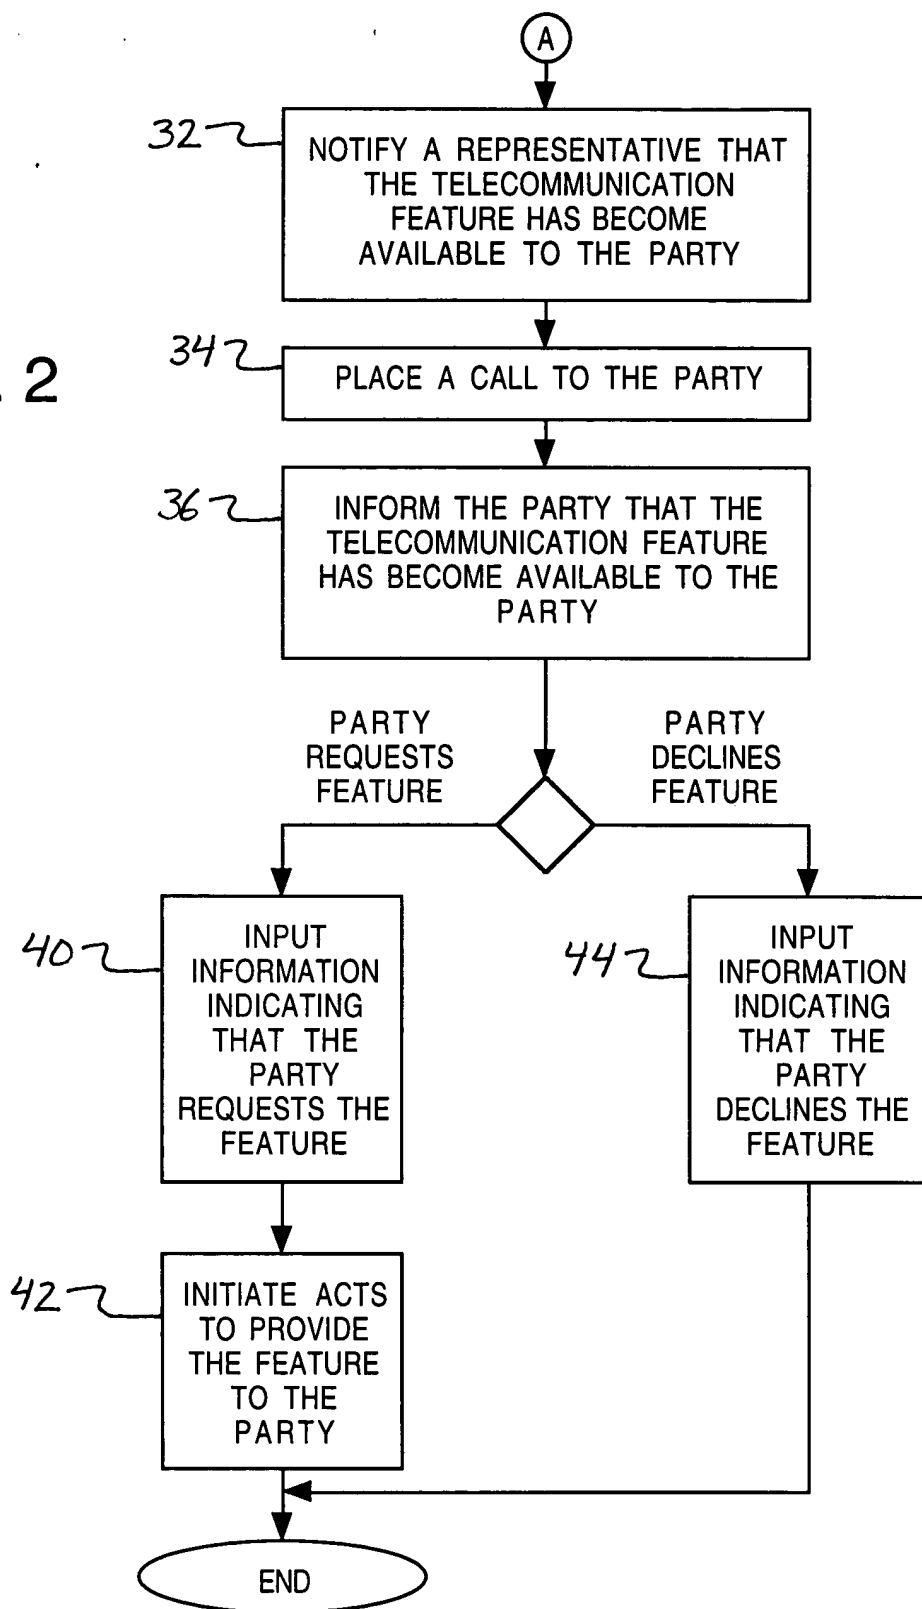 A
32
NOTIFY A REPRESENTATIVE THAT
THE TELECOMMUNICATION
FEATURE HAS BECOME
AVAILABLE TO THE PARTY
34
PLACE A CALL TO THE PARTY
. 2
36
INFORM THE PARTY THAT THE
TELECOMMUNICATION FEATURE
HAS BECOME AVAILABLE TO THE
PARTY
PARTY
REQUESTS
FEATURE
PARTY
DECLINES
FEATURE
40
INPUT
INFORMATION
INDICATING
THAT THE
PARTY
REQUESTS THE
FEATURE
44
INPUT
INFORMATION
INDICATING
THAT THE
PARTY
DECLINES THE
FEATURE
42
INITIATE ACTS
TO PROVIDE
THE FEATURE
TO THE
PARTY
END